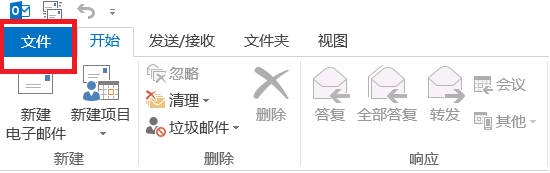 文件 开始 发送/接收 文件夹 视图
忽略
清理
垃圾邮件
新建
电子邮件
新建项目
删除
答复 全部答复 转发
会议
其他
新建 删除 响应